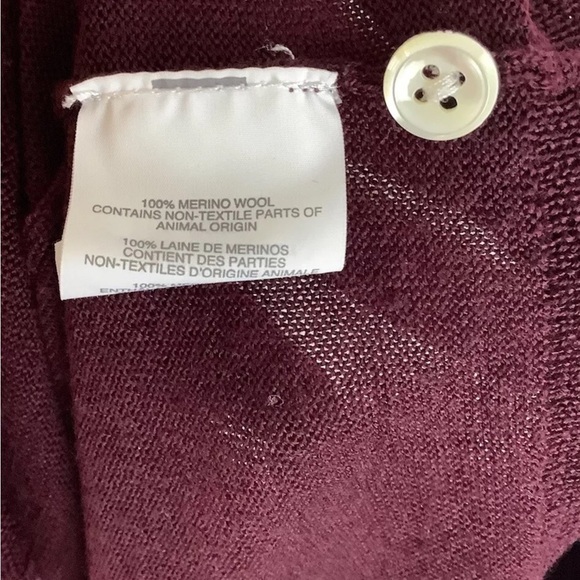 100% MERINO WOOL
CONTAINS NON-TEXTILE PARTS OF
ANIMAL ORIGIN
100% LAINE DE MERINOS
CONTIENT DES PARTIES
NON-TEXTILES D'ORIGINE ANIMALE
100%